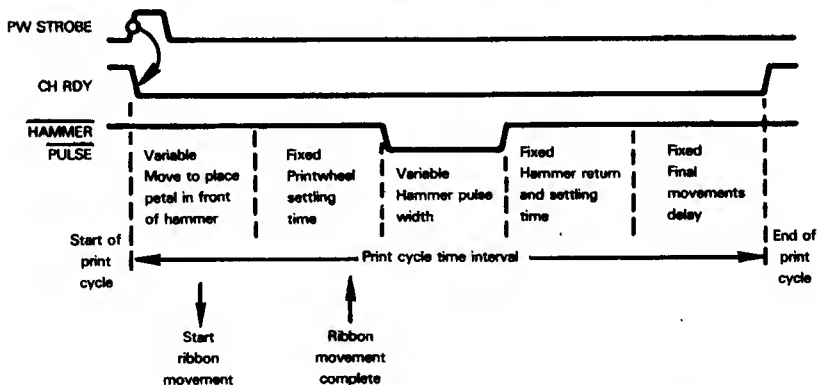 PW STROBE
CH RDY
HAMMER
PULSE
Variable
Move to place
petal in front
of hammer
Fixed
Printwheel
settling
time
Variable
Hammer pulse
width
Fixed
Hammer return
and settling
time
Fixed
Final
movements
delay
Start of
print
cycle
Print cycle time interval
End of
print
cycle
Start
ribbon
movement
Ribbon
movement
complete